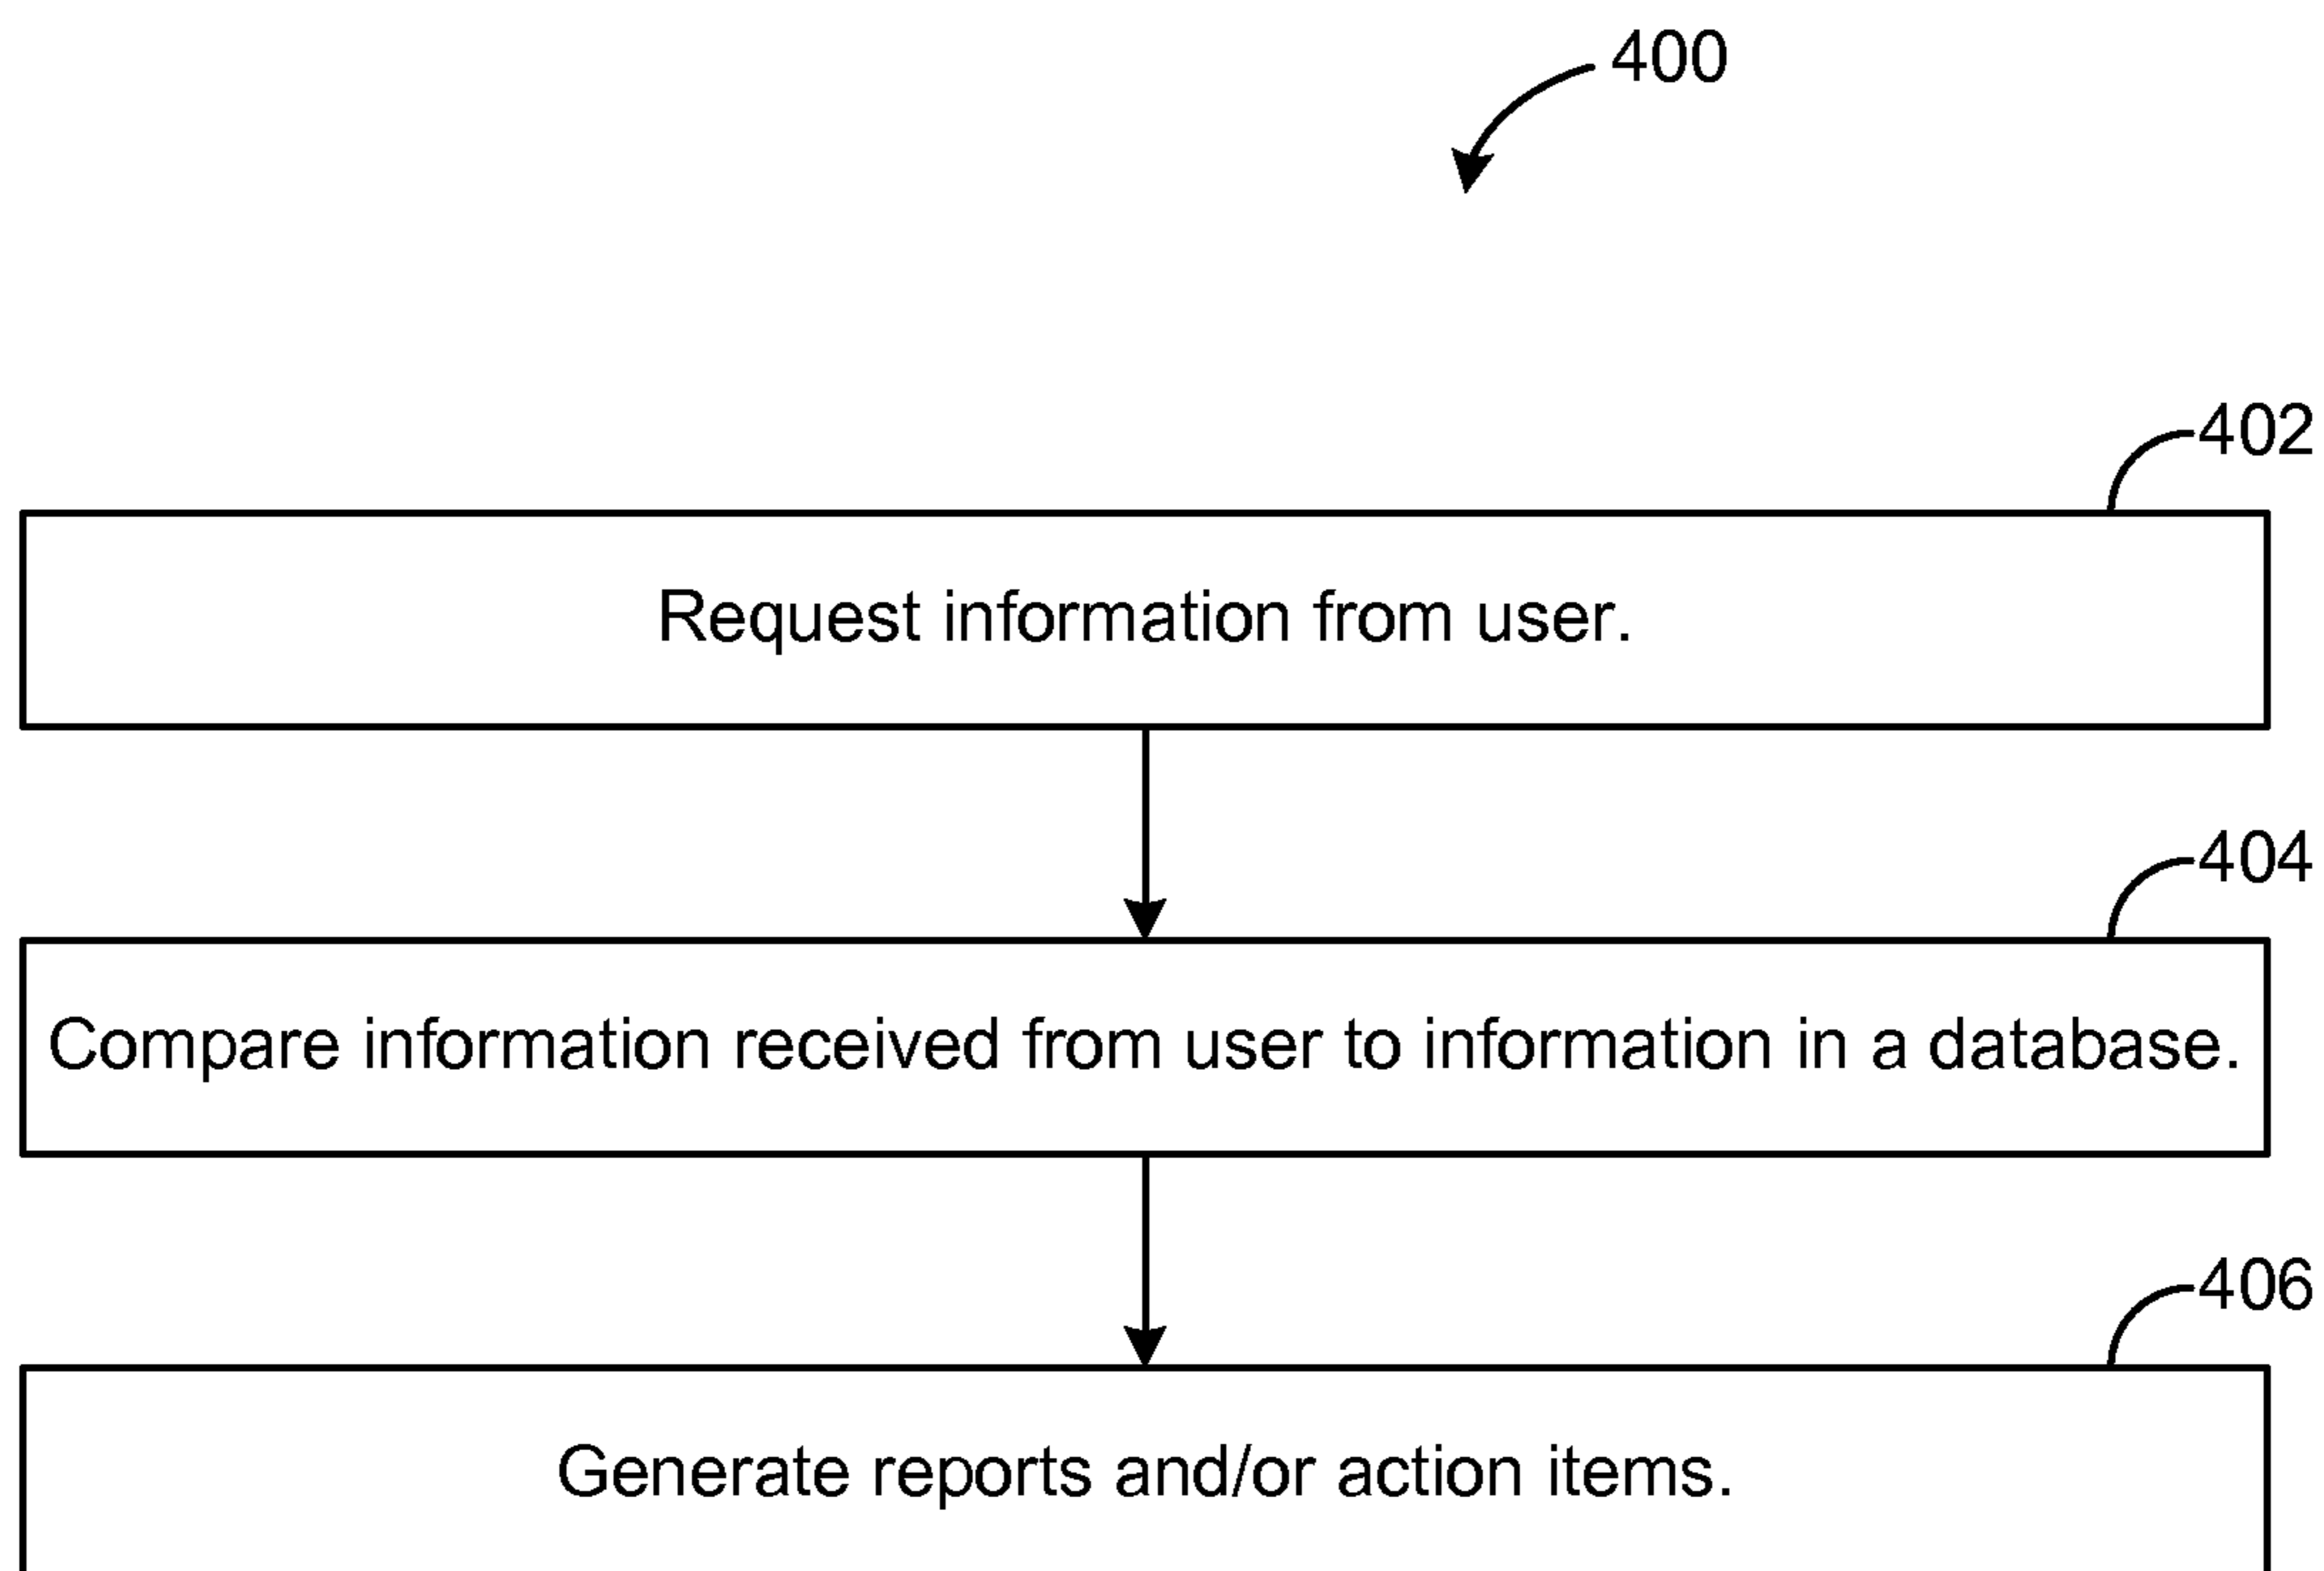 400
402
Request information from user.
404
Compare information received from user to information in a database.
406
Generate reports and/or action items.